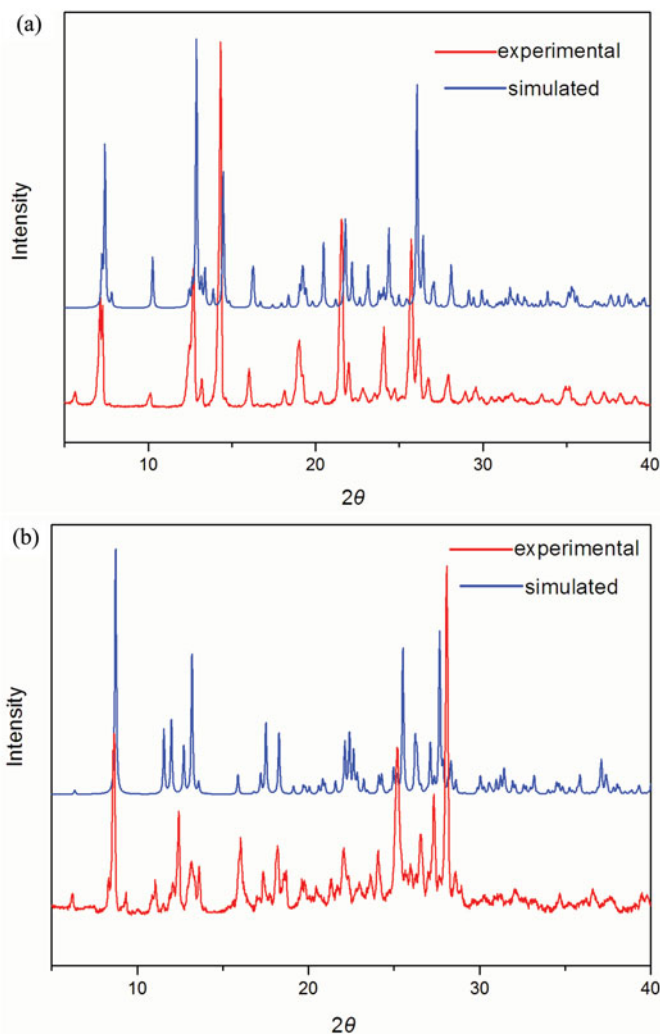 (a)
experimental
simulated
Intensity
10 20 30 40
2θ
(b)
experimental
simulated
Intensity
10 20 30 40
2θ